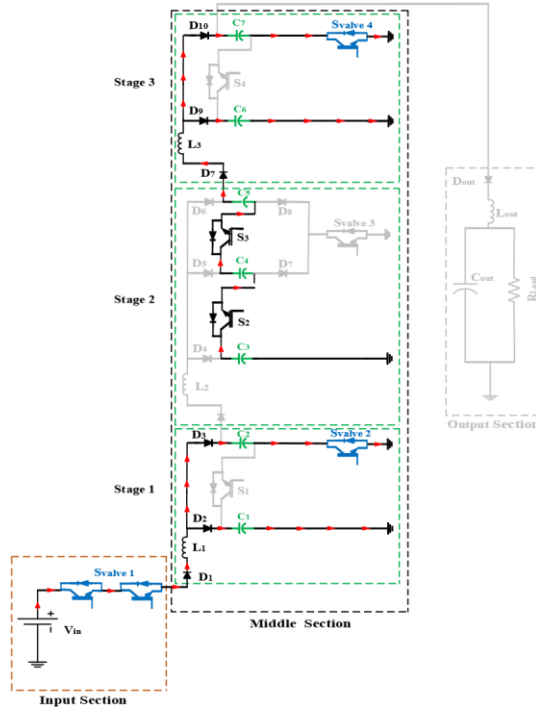 D10
C7
Svalve 4
S4
Stage 3
D9
C6
L3
D7
C5
D6
D8
Svalve 3
S3
C4
D5
D7
Stage 2
S2
D4
C3
L2
Dout
Lout
Cout
RLoad
Output Section
D3
C2
Svalve 2
Stage 1
S1
D2
C1
L1
D1
Svalve 1
+
Vin
Middle Section
Input Section